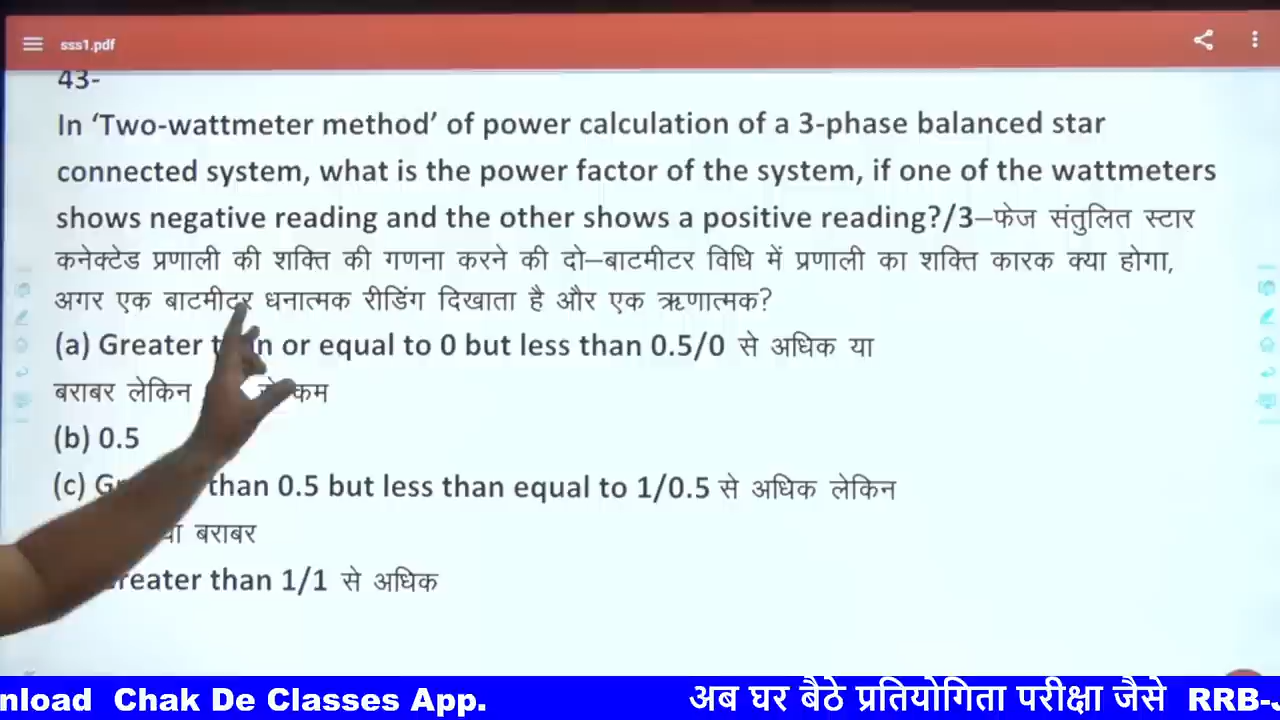 sss1.pdf
43-
In ‘Two-wattmeter method’ of power calculation of a 3-phase balanced star
connected system, what is the power factor of the system, if one of the wattmeters
shows negative reading and the other shows a positive reading?/3–फेज संतुलित स्टार
कनेक्टेड प्रणाली की शक्ति की गणना करने की दो–बाटमीटर विधि में प्रणाली का शक्ति कारक क्या होगा,
अगर एक बाटमीटर धनात्मक रीडिंग दिखाता है और एक ऋणात्मक?
(a) Greater or equal to 0 but less than 0.5/0 से अधिक या
बराबर लेकिन कम
(b) 0.5
(c) than 0.5 but less than equal to 1/0.5 से अधिक लेकिन
या बराबर
than 1/1 से अधिक
Chak De Classes App. अब घर बैठे प्रतियोगिता परीक्षा जैसे